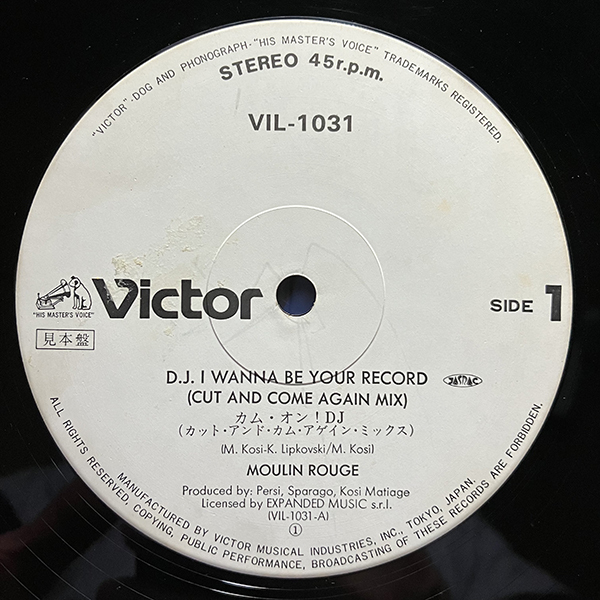 "VICTOR"-DOG AND PHONOGRAPH-"HIS MASTER'S VOICE" TRADEMARKS REGISTERED.
STEREO 45r.p.m.
VIL-1031
Victor
"HIS MASTER'S VOICE"
見本盤
SIDE 1
D.J. I WANNA BE YOUR RECORD
JASRAC
(CUT AND COME AGAIN MIX)
カム・オン！DJ
(カット・アンド・カム・アゲイン・ミックス)
(M. Kosi-K. Lipkovski/M. Kosi)
MOULIN ROUGE
Produced by: Persi, Sparago, Kosi Matiage
Licensed by EXPANDED MUSIC s.r.l.
(VIL-1031-A)
①
MANUFACTURED BY VICTOR MUSICAL INDUSTRIES, INC., TOKYO, JAPAN.
ALL RIGHTS RESERVED, COPYING, PUBLIC PERFORMANCE, BROADCASTING OF THESE RECORDS ARE FORBIDDEN.